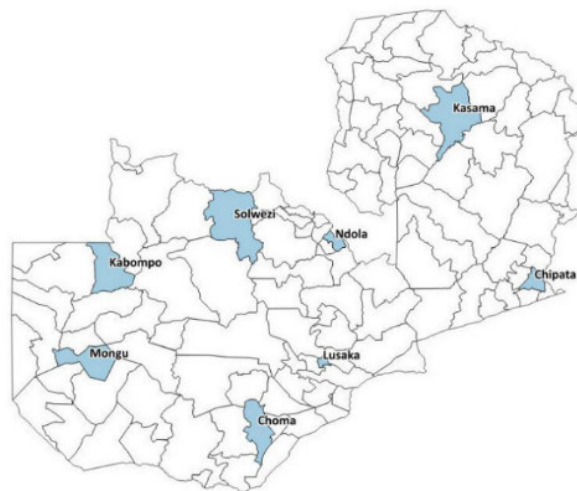 Kasama
Solwezi
Ndola
Kabompo
Chipata
Mongu
Lusaka
Choma